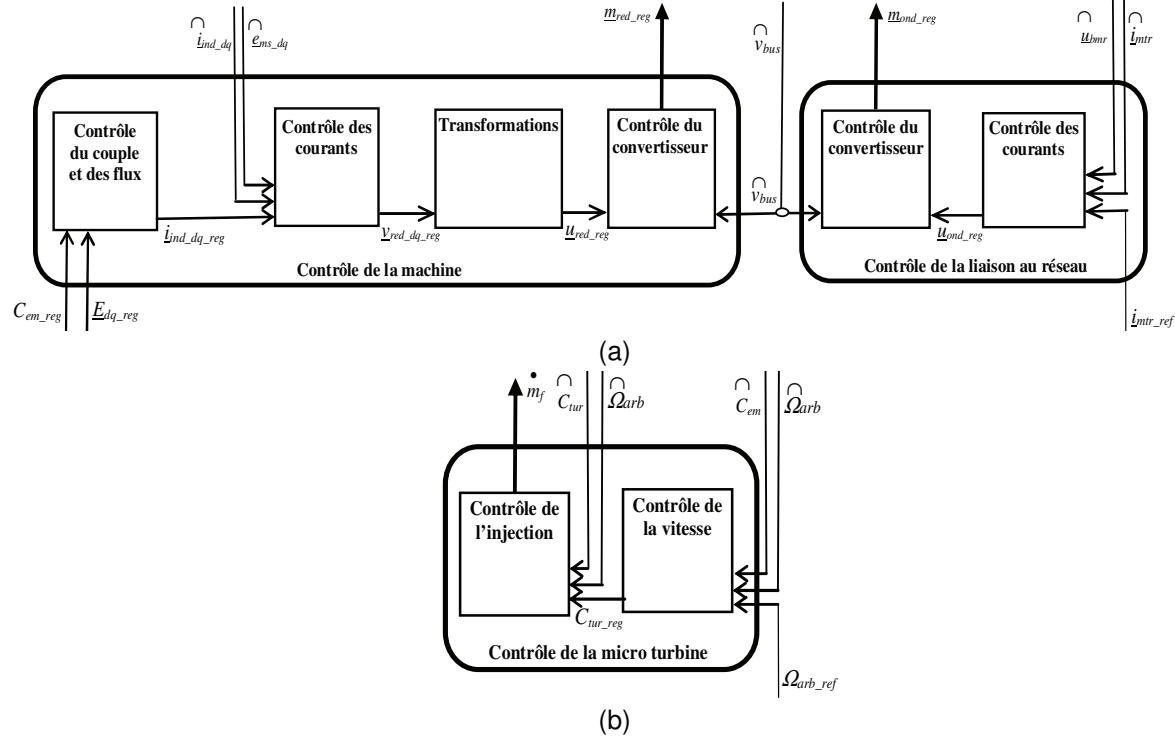 i_ind_dq
e_ms_dq
m_red_reg
v_bus
m_ond_reg
u_bmr
i_mtr
Contrôle
du couple
et des flux
Contrôle des
courants
Transformations
Contrôle du
convertisseur
Contrôle du
convertisseur
Contrôle des
courants
v_bus
i_ind_dq_reg
v_red_dq_reg
u_red_reg
u_ond_reg
Contrôle de la machine
Contrôle de la liaison au réseau
C_em_reg
E_dq_reg
i_mtr_ref
(a)
ṁ_f
C_tur
Ω_arb
C_em
Ω_arb
Contrôle de
l'injection
Contrôle de
la vitesse
C_tur_reg
Contrôle de la micro turbine
Ω_arb_ref
(b)